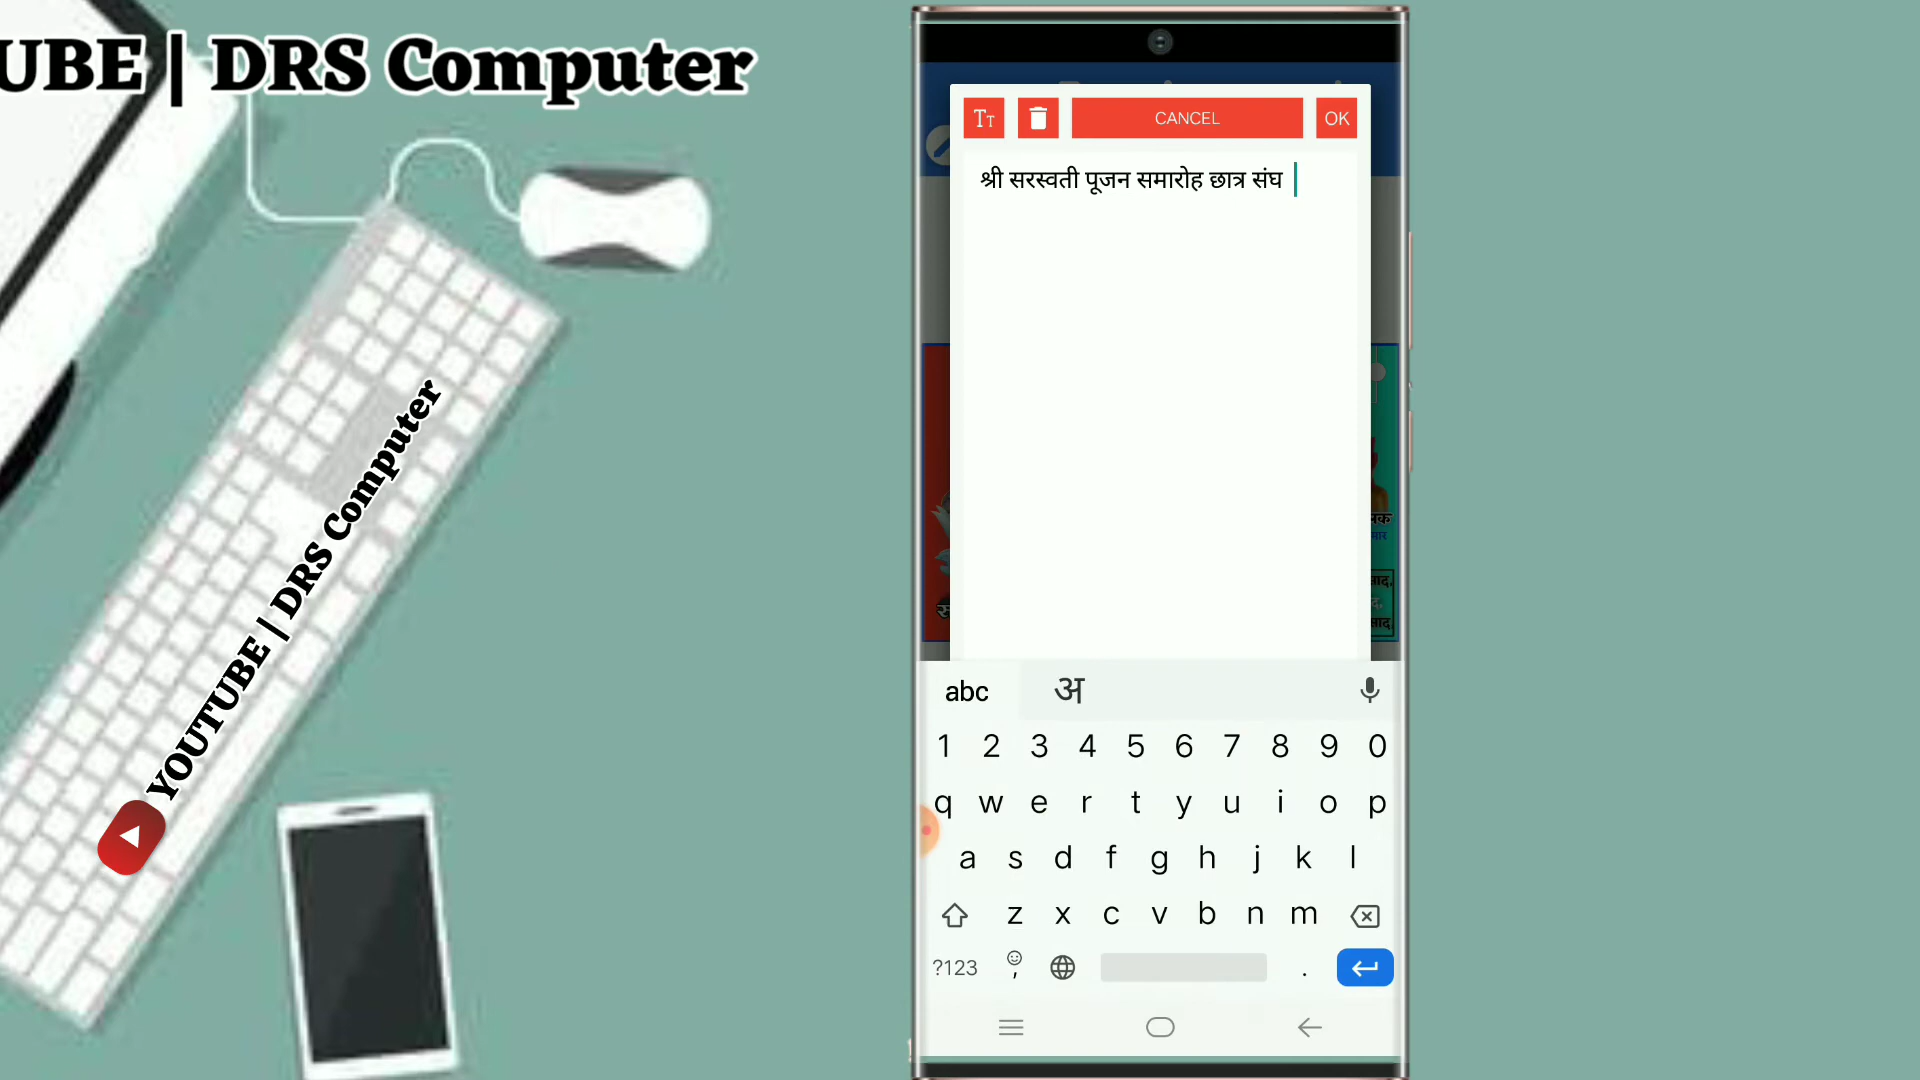 UBE | DRS Computer
YOUTUBE | DRS Computer
TT CANCEL OK
श्री सरस्वती पूजन समारोह छात्र संघ
abc अ
1 2 3 4 5 6 7 8 9 0
q w e r t y u i o p
a s d f g h j k l
z x c v b n m
?123 , .